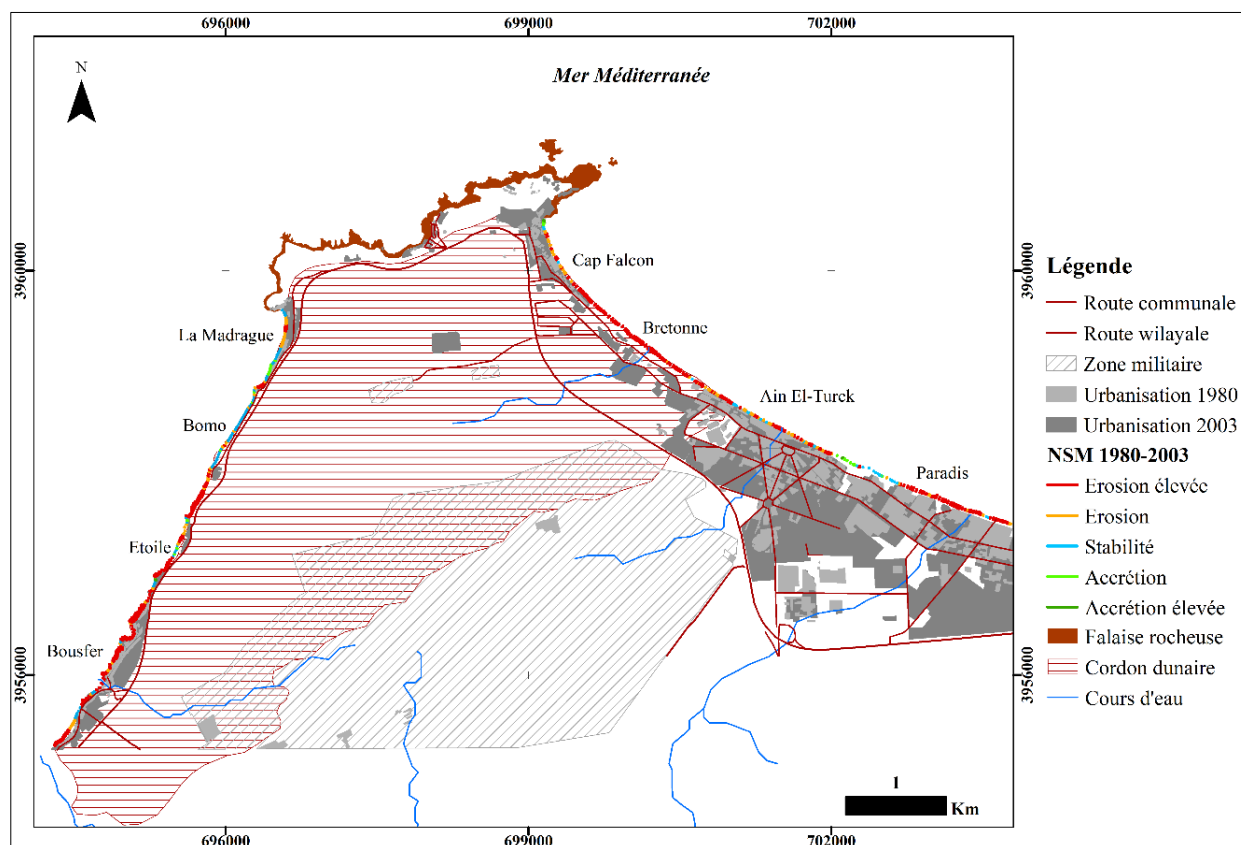 696000
699000
702000
Mer Méditerranée
N
3960000
3960000
Cap Falcon
La Madrague
Bretonne
Ain El-Turck
Bomo
Paradis
Etoile
Bousfer
3956000
3956000
1
Km
696000
699000
702000
Légende
Route communale
Route wilayale
Zone militaire
Urbanisation 1980
Urbanisation 2003
NSM 1980-2003
Erosion élevée
Erosion
Stabilité
Accrétion
Accrétion élevée
Falaise rocheuse
Cordon dunaire
Cours d'eau